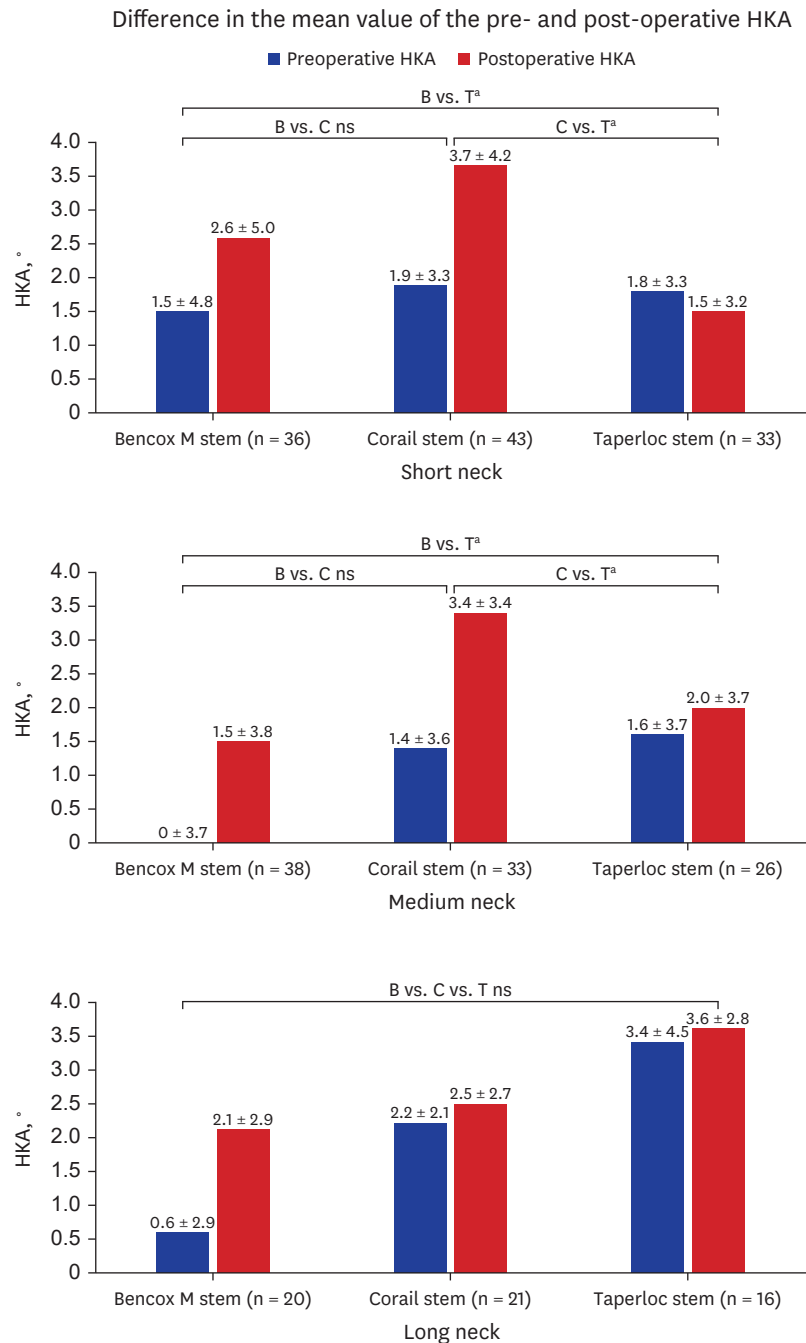 Difference in the mean value of the pre- and post-operative HKA
Preoperative HKA Postoperative HKA
B vs. Tᵃ
B vs. C ns C vs. Tᵃ
4.0
3.5
3.0
2.5
2.0
1.5
1.0
0.5
0
HKA, °
1.5 ± 4.8
2.6 ± 5.0
1.9 ± 3.3
3.7 ± 4.2
1.8 ± 3.3
1.5 ± 3.2
Bencox M stem (n = 36) Corail stem (n = 43) Taperloc stem (n = 33)
Short neck
B vs. Tᵃ
B vs. C ns C vs. Tᵃ
4.0
3.5
3.0
2.5
2.0
1.5
1.0
0.5
0
HKA, °
0 ± 3.7
1.5 ± 3.8
1.4 ± 3.6
3.4 ± 3.4
1.6 ± 3.7
2.0 ± 3.7
Bencox M stem (n = 38) Corail stem (n = 33) Taperloc stem (n = 26)
Medium neck
B vs. C vs. T ns
4.0
3.5
3.0
2.5
2.0
1.5
1.0
0.5
0
HKA, °
0.6 ± 2.9
2.1 ± 2.9
2.2 ± 2.1
2.5 ± 2.7
3.4 ± 4.5
3.6 ± 2.8
Bencox M stem (n = 20) Corail stem (n = 21) Taperloc stem (n = 16)
Long neck